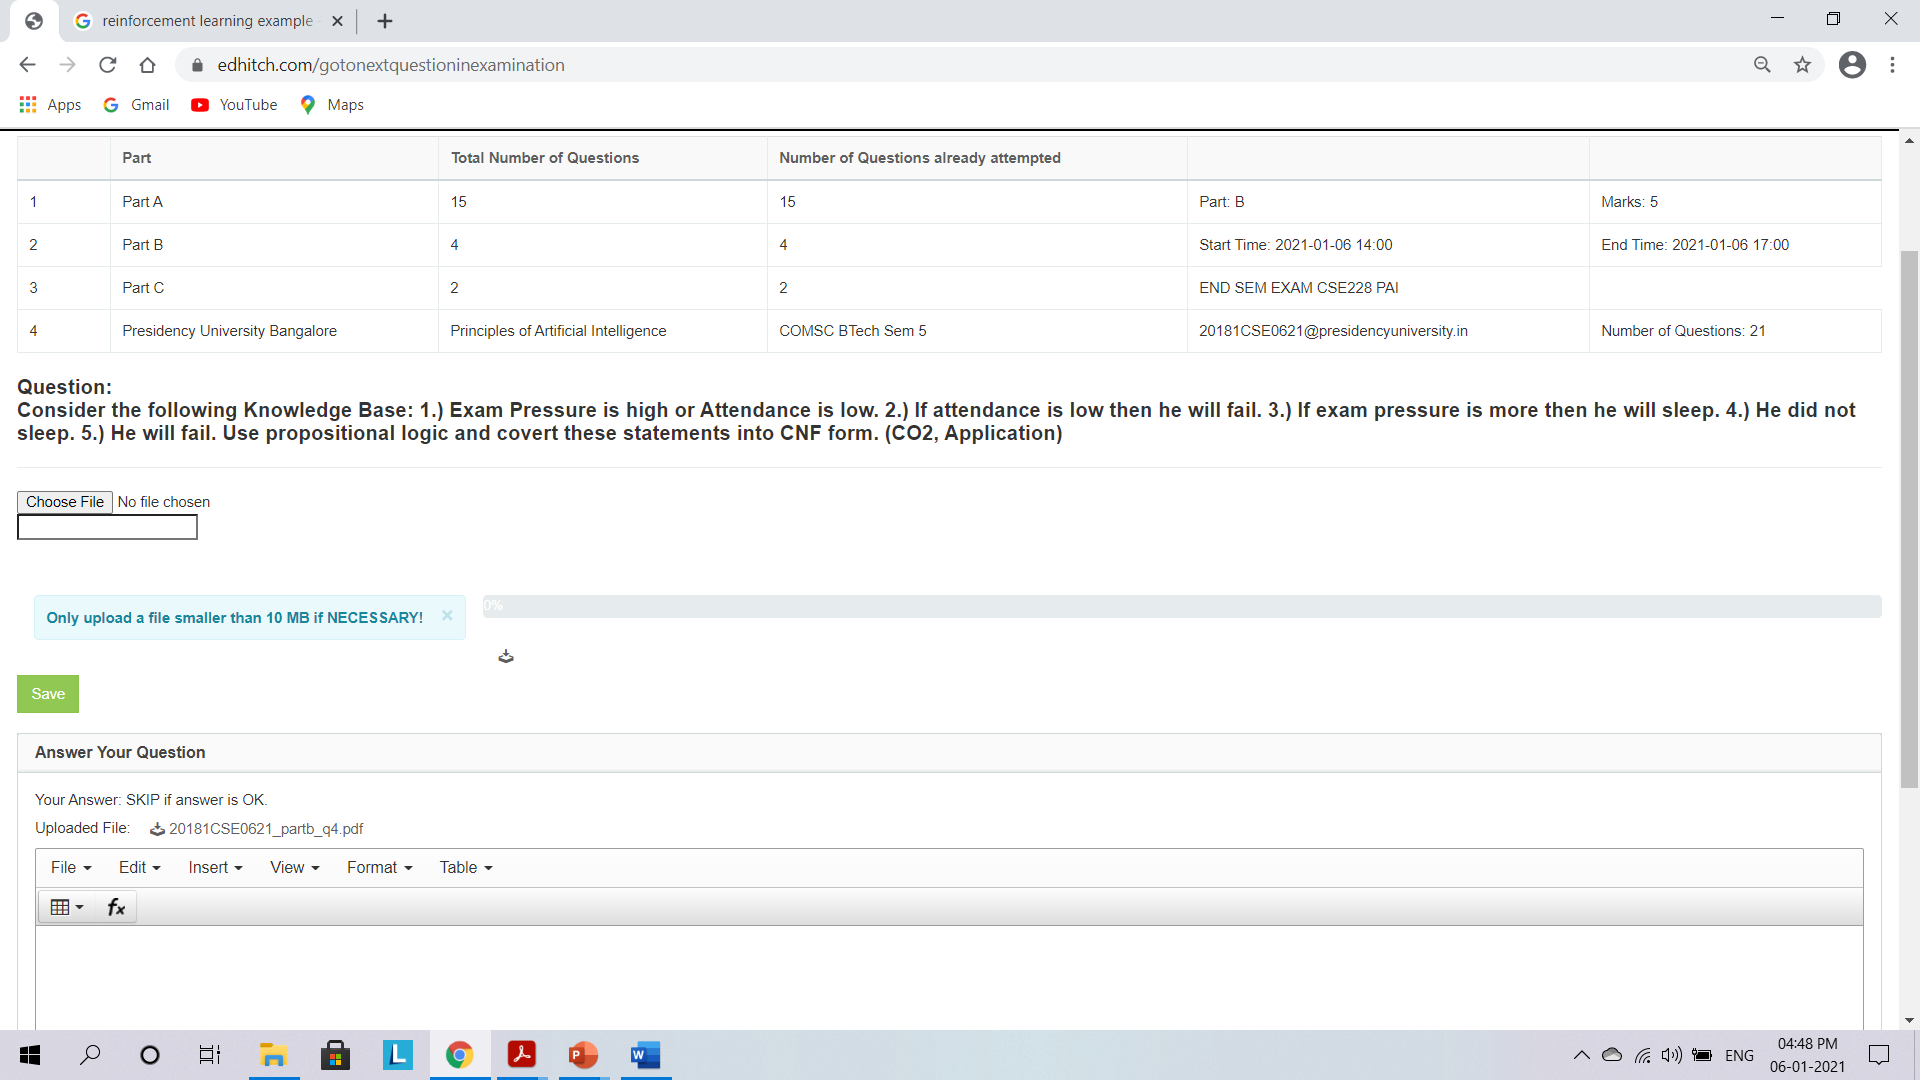 reinforcement learning example
edhitch.com/gotonextquestioninexamination
Apps Gmail YouTube Maps
Part Total Number of Questions Number of Questions already attempted
1 Part A 15 15 Part: B Marks: 5
2 Part B 4 4 Start Time: 2021-01-06 14:00 End Time: 2021-01-06 17:00
3 Part C 2 2 END SEM EXAM CSE228 PAI
4 Presidency University Bangalore Principles of Artificial Intelligence COMSC BTech Sem 5 20181CSE0621@presidencyuniversity.in Number of Questions: 21
Question:
Consider the following Knowledge Base: 1.) Exam Pressure is high or Attendance is low. 2.) If attendance is low then he will fail. 3.) If exam pressure is more then he will sleep. 4.) He did not
sleep. 5.) He will fail. Use propositional logic and covert these statements into CNF form. (CO2, Application)
Choose File No file chosen
0%
Only upload a file smaller than 10 MB if NECESSARY! ×
Save
Answer Your Question
Your Answer: SKIP if answer is OK.
Uploaded File: 20181CSE0621_partb_q4.pdf
File Edit Insert View Format Table
fx
ENG 04:48 PM
06-01-2021